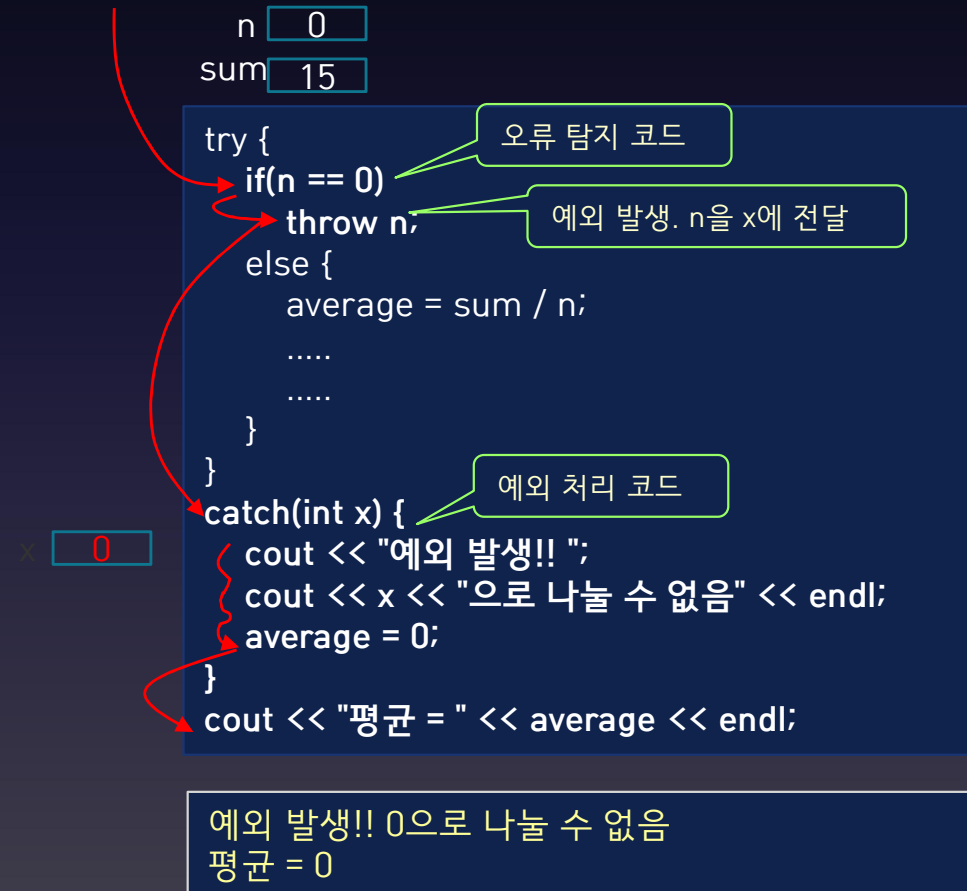 n 0
sum 15
try {
오류 탐지 코드
if(n == 0)
throw n;
예외 발생. n을 x에 전달
else {
average = sum / n;
.....
.....
}
}
catch(int x) {
예외 처리 코드
x 0
cout << "예외 발생!! ";
cout << x << "으로 나눌 수 없음" << endl;
average = 0;
}
cout << "평균 = " << average << endl;
예외 발생!! 0으로 나눌 수 없음
평균 = 0